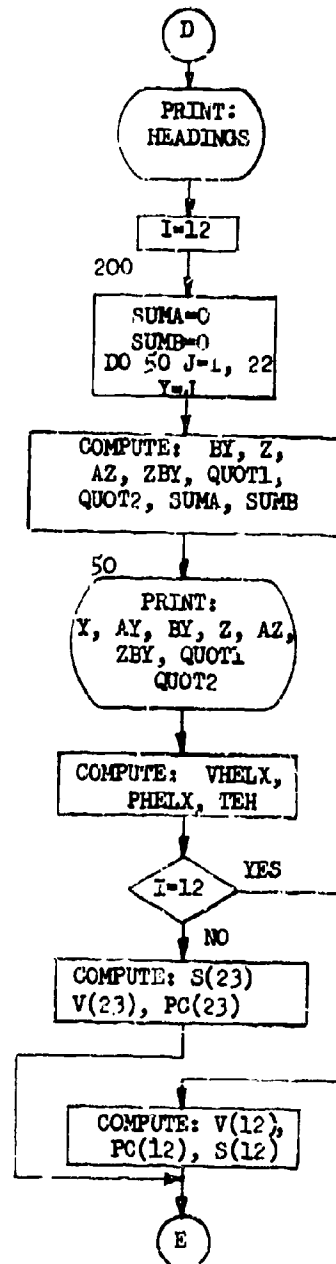 D
PRINT:
HEADINGS
I=12
200
SUMA=0
SUMB=0
DO 50 J=1, 22
Y=J
COMPUTE: BY, Z,
AZ, ZBY, QUOT1,
QUOT2, SUMA, SUMB
50
PRINT:
Y, AY, BY, Z, AZ,
ZBY, QUOT1
QUOT2
COMPUTE: VHELX,
PHELX, TEH
I=12
YES
NO
COMPUTE: S(23)
V(23), PC(23)
COMPUTE: V(12),
PC(12), S(12)
E